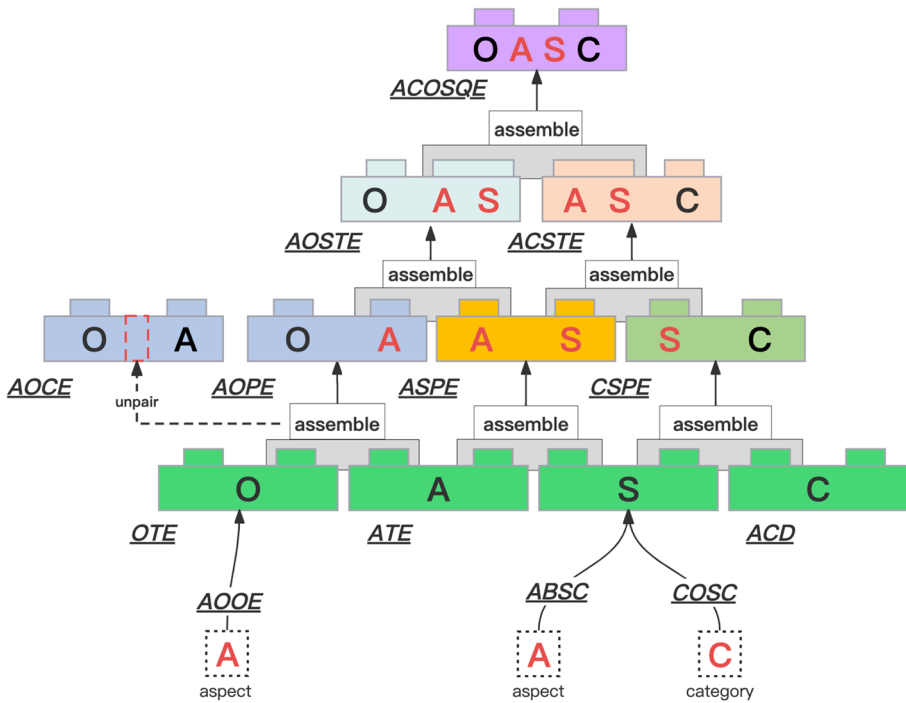 O A S C
ACOSQE
assemble
O A S
A S C
AOSTE
ACSTE
assemble
assemble
O A
O A
A S
S C
AOCE
AOPE
ASPE
CSPE
unpair
assemble
assemble
assemble
O
A
S
C
OTE
ATE
ACD
AOOE
ABSC
COSC
A
A
C
aspect
aspect
category